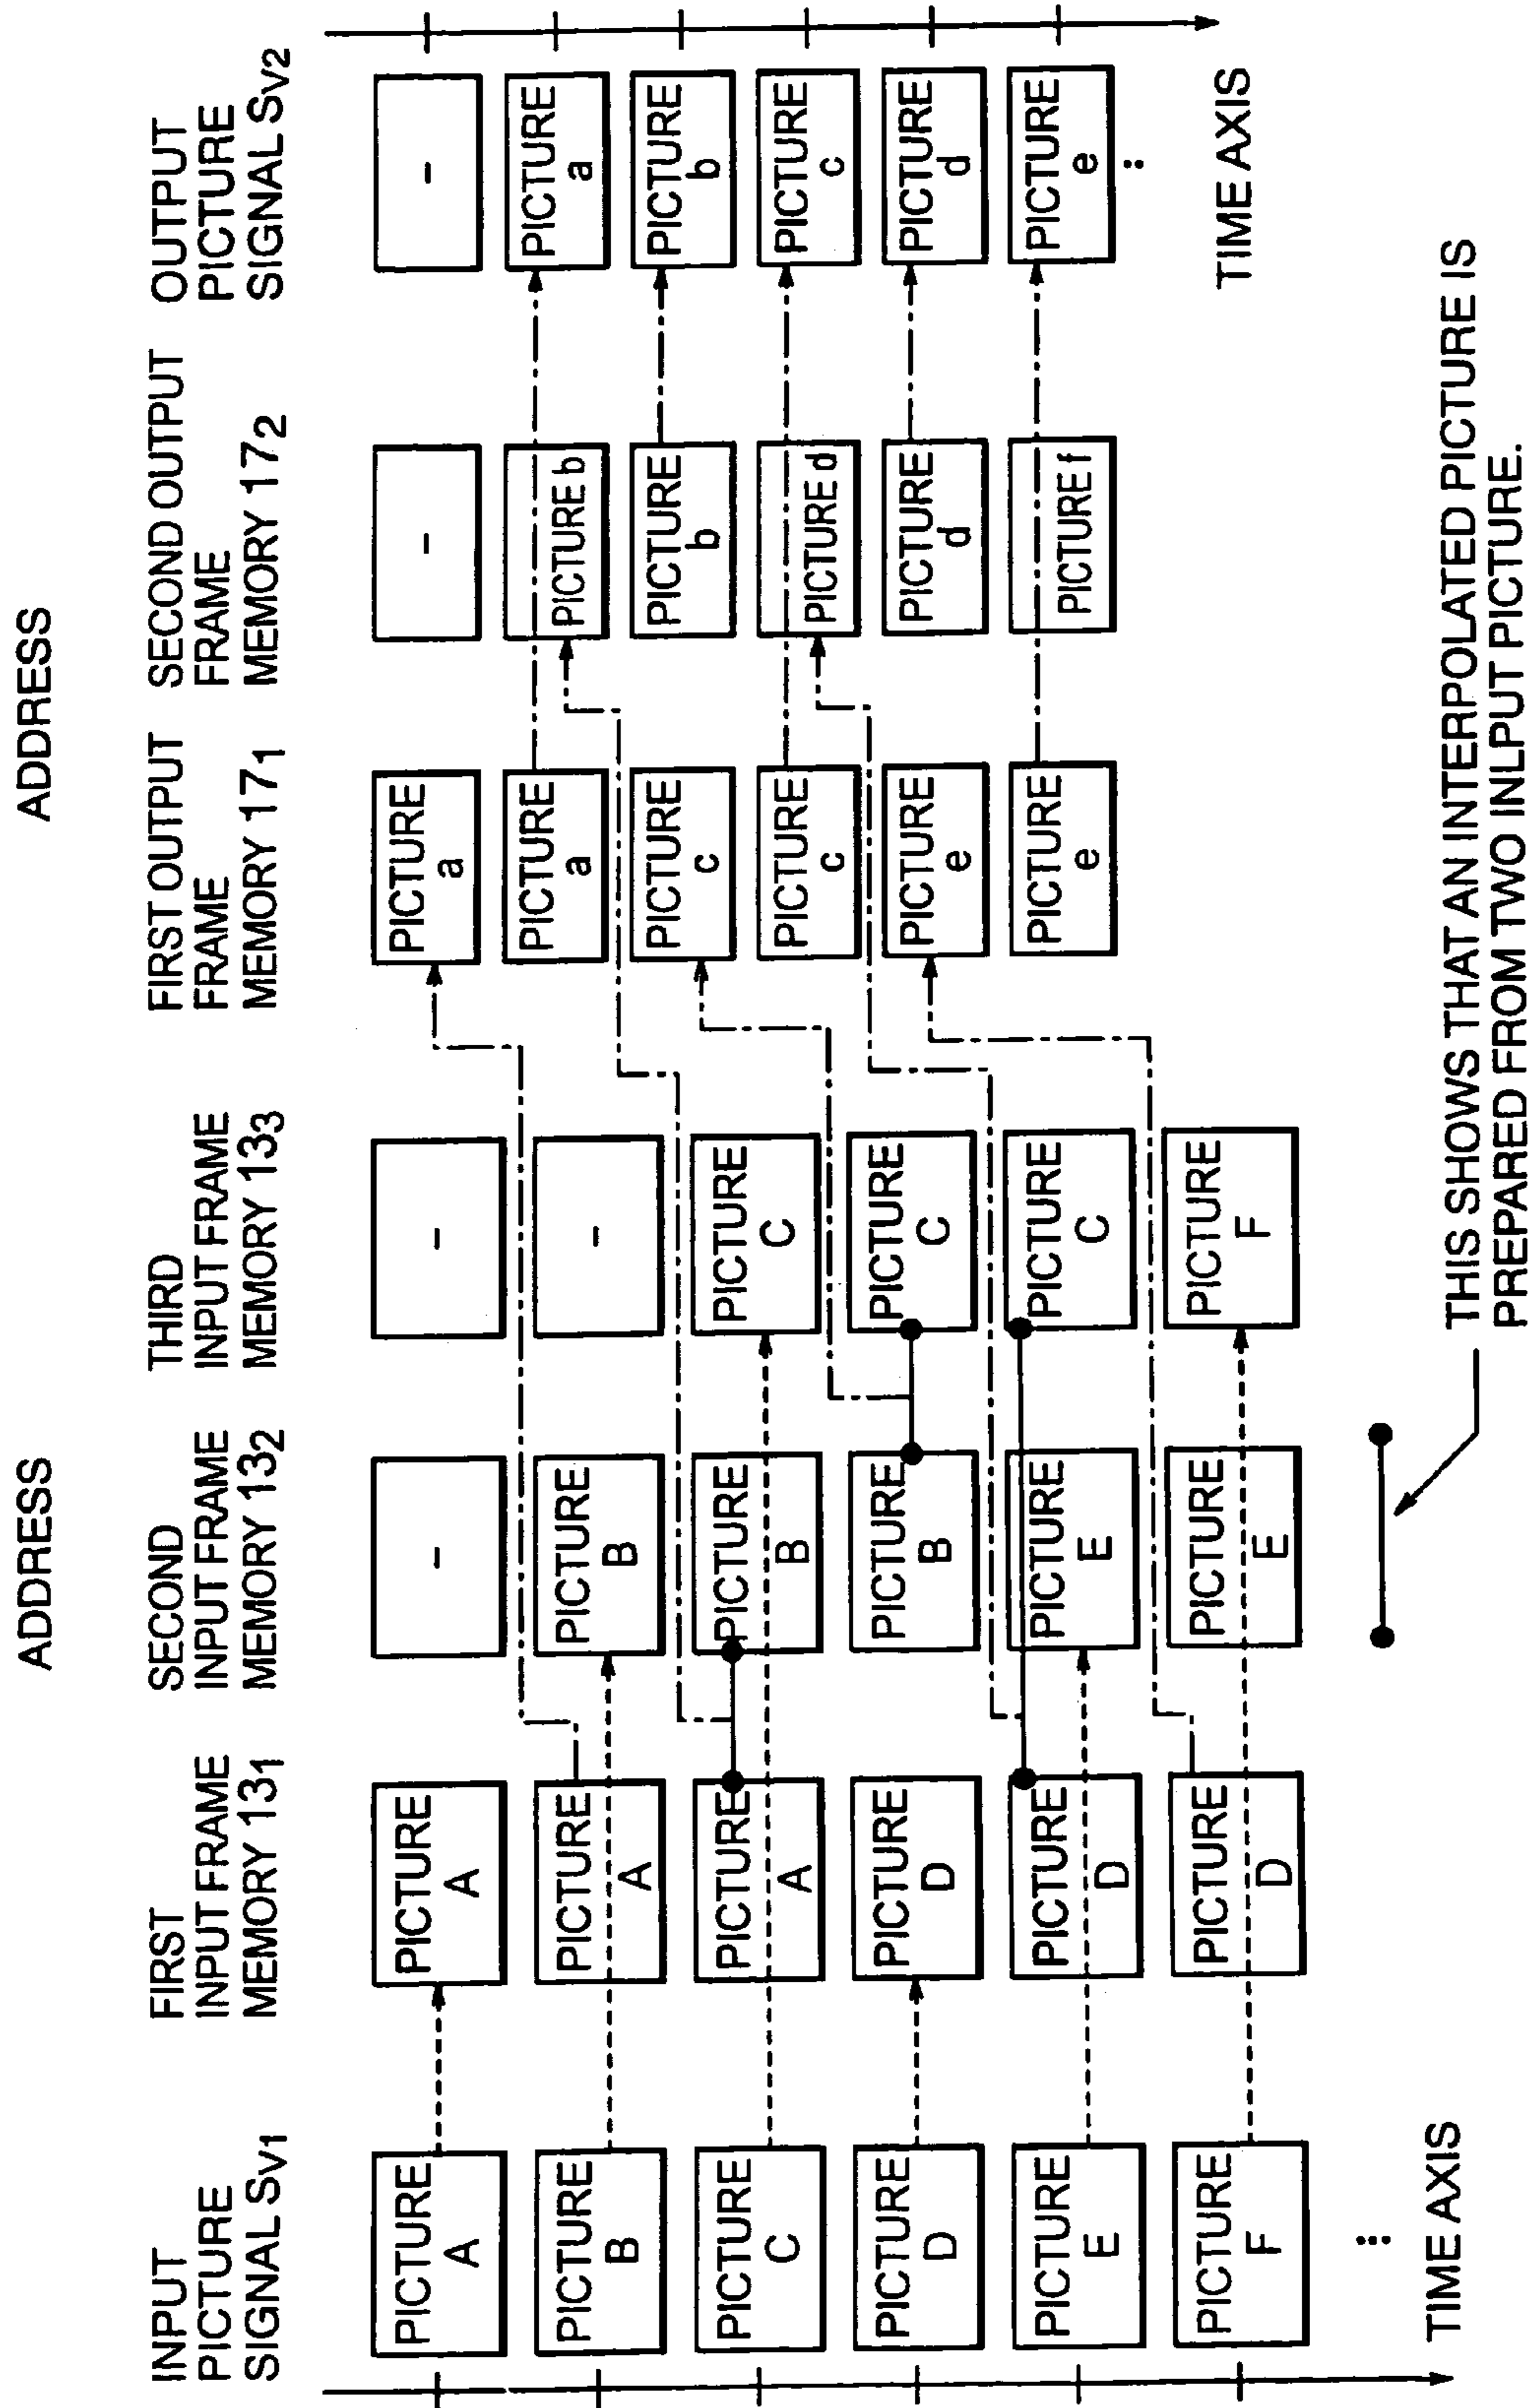 ADDRESS
ADDRESS
INPUT
PICTURE
SIGNAL SV1
FIRST
INPUT FRAME
MEMORY 131
SECOND
INPUT FRAME
MEMORY 132
THIRD
INPUT FRAME
MEMORY 133
FIRST OUTPUT
FRAME
MEMORY 171
SECOND OUTPUT
FRAME
MEMORY 172
OUTPUT
PICTURE
SIGNAL SV2
PICTURE
A
PICTURE
A
-
-
PICTURE
a
-
-
PICTURE
B
PICTURE
A
PICTURE
B
-
PICTURE
a
PICTURE b
PICTURE
a
PICTURE
C
PICTURE
A
PICTURE
B
PICTURE
C
PICTURE
c
PICTURE
b
PICTURE
b
PICTURE
D
PICTURE
D
PICTURE
B
PICTURE
C
PICTURE
c
PICTURE d
PICTURE
c
PICTURE
E
PICTURE
D
PICTURE
E
PICTURE
C
PICTURE
e
PICTURE
d
PICTURE
d
PICTURE
F
PICTURE
D
PICTURE
E
PICTURE
F
PICTURE
e
PICTURE f
PICTURE
e
TIME AXIS
TIME AXIS
THIS SHOWS THAT AN INTERPOLATED PICTURE IS
PREPARED FROM TWO INLPUT PICTURE.